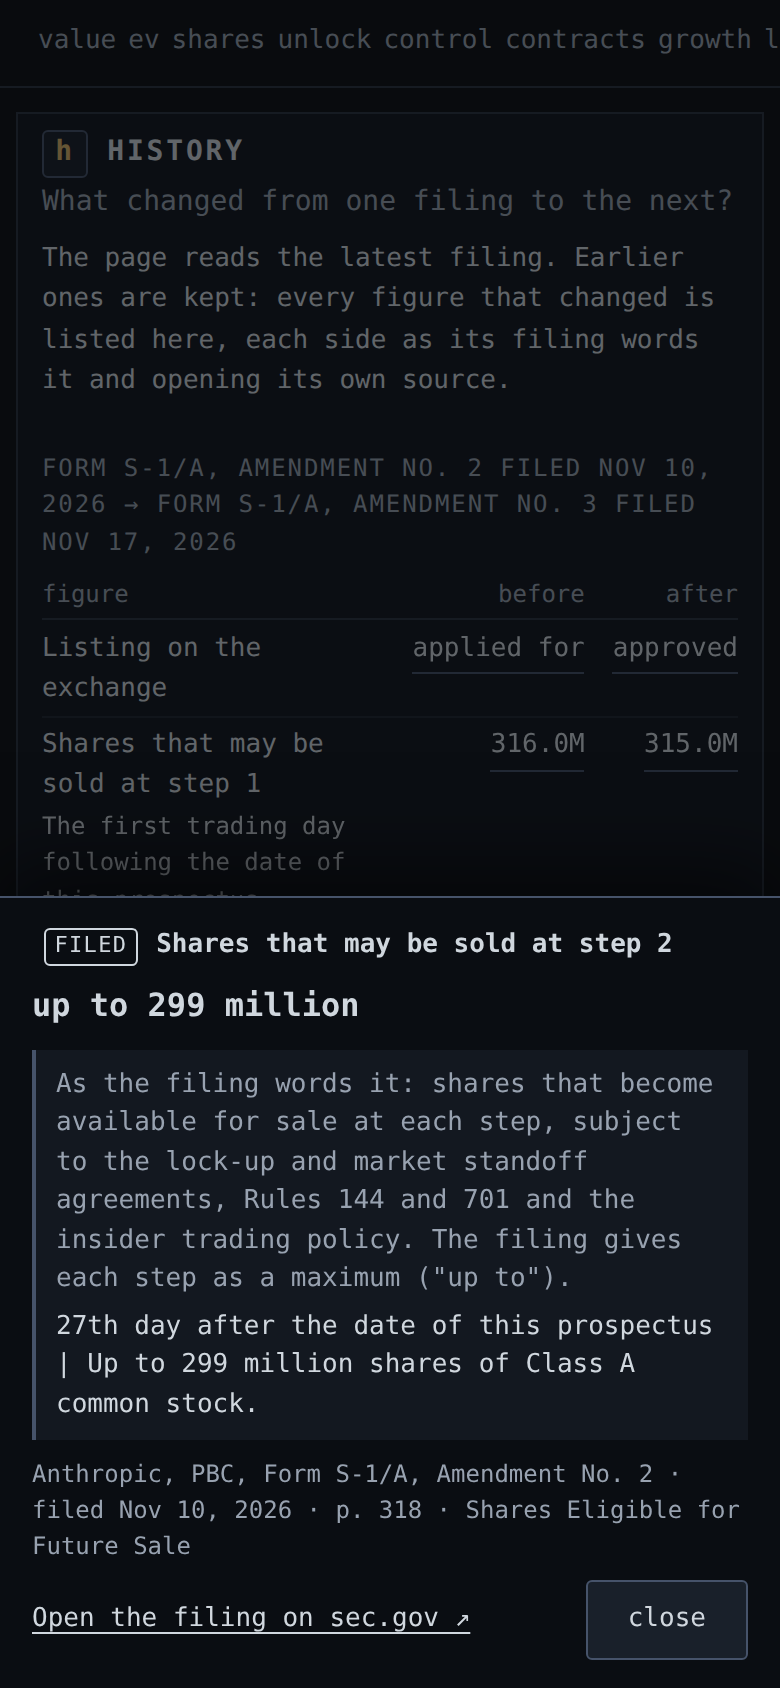 value ev shares unlock control contracts growth l
h HISTORY
What changed from one filing to the next?
The page reads the latest filing. Earlier
ones are kept: every figure that changed is
listed here, each side as its filing words
it and opening its own source.
FORM S-1/A, AMENDMENT NO. 2 FILED NOV 10,
2026 → FORM S-1/A, AMENDMENT NO. 3 FILED
NOV 17, 2026
figure before after
Listing on the applied for approved
exchange
Shares that may be 316.0M 315.0M
sold at step 1
The first trading day
following the date of
this prospectus
FILED Shares that may be sold at step 2
up to 299 million
As the filing words it: shares that become
available for sale at each step, subject
to the lock-up and market standoff
agreements, Rules 144 and 701 and the
insider trading policy. The filing gives
each step as a maximum ("up to").
27th day after the date of this prospectus
| Up to 299 million shares of Class A
common stock.
Anthropic, PBC, Form S-1/A, Amendment No. 2 ·
filed Nov 10, 2026 · p. 318 · Shares Eligible for
Future Sale
Open the filing on sec.gov ↗
close